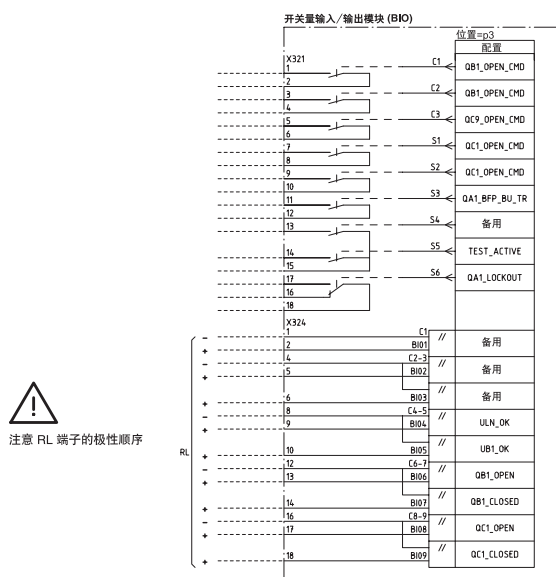 开关量输入/输出模块 (BIO)
位置=p3
配置
X321
1 C1 QB1_OPEN_CMD
2
3 C2 QB1_OPEN_CMD
4
5 C3 QC9_OPEN_CMD
6
7 S1 QC1_OPEN_CMD
8
9 S2 QC1_OPEN_CMD
10
11 S3 QA1_BFP_BU_TR
12
13 S4 备用
14 S5 TEST_ACTIVE
15
17 S6 QA1_LOCKOUT
16
18
X324
- 1 C1 // 备用
+ 2 BI01
- 4 C2-3 // 备用
+ 5 BI02
// 备用
+ 6 BI03
- 8 C4-5 // ULN_OK
+ 9 BI04
// UB1_OK
RL + 10 BI05
- 12 C6-7 // QB1_OPEN
+ 13 BI06
// QB1_CLOSED
+ 14 BI07
- 16 C8-9 // QC1_OPEN
+ 17 BI08
// QC1_CLOSED
+ 18 BI09
!
注意 RL 端子的极性顺序